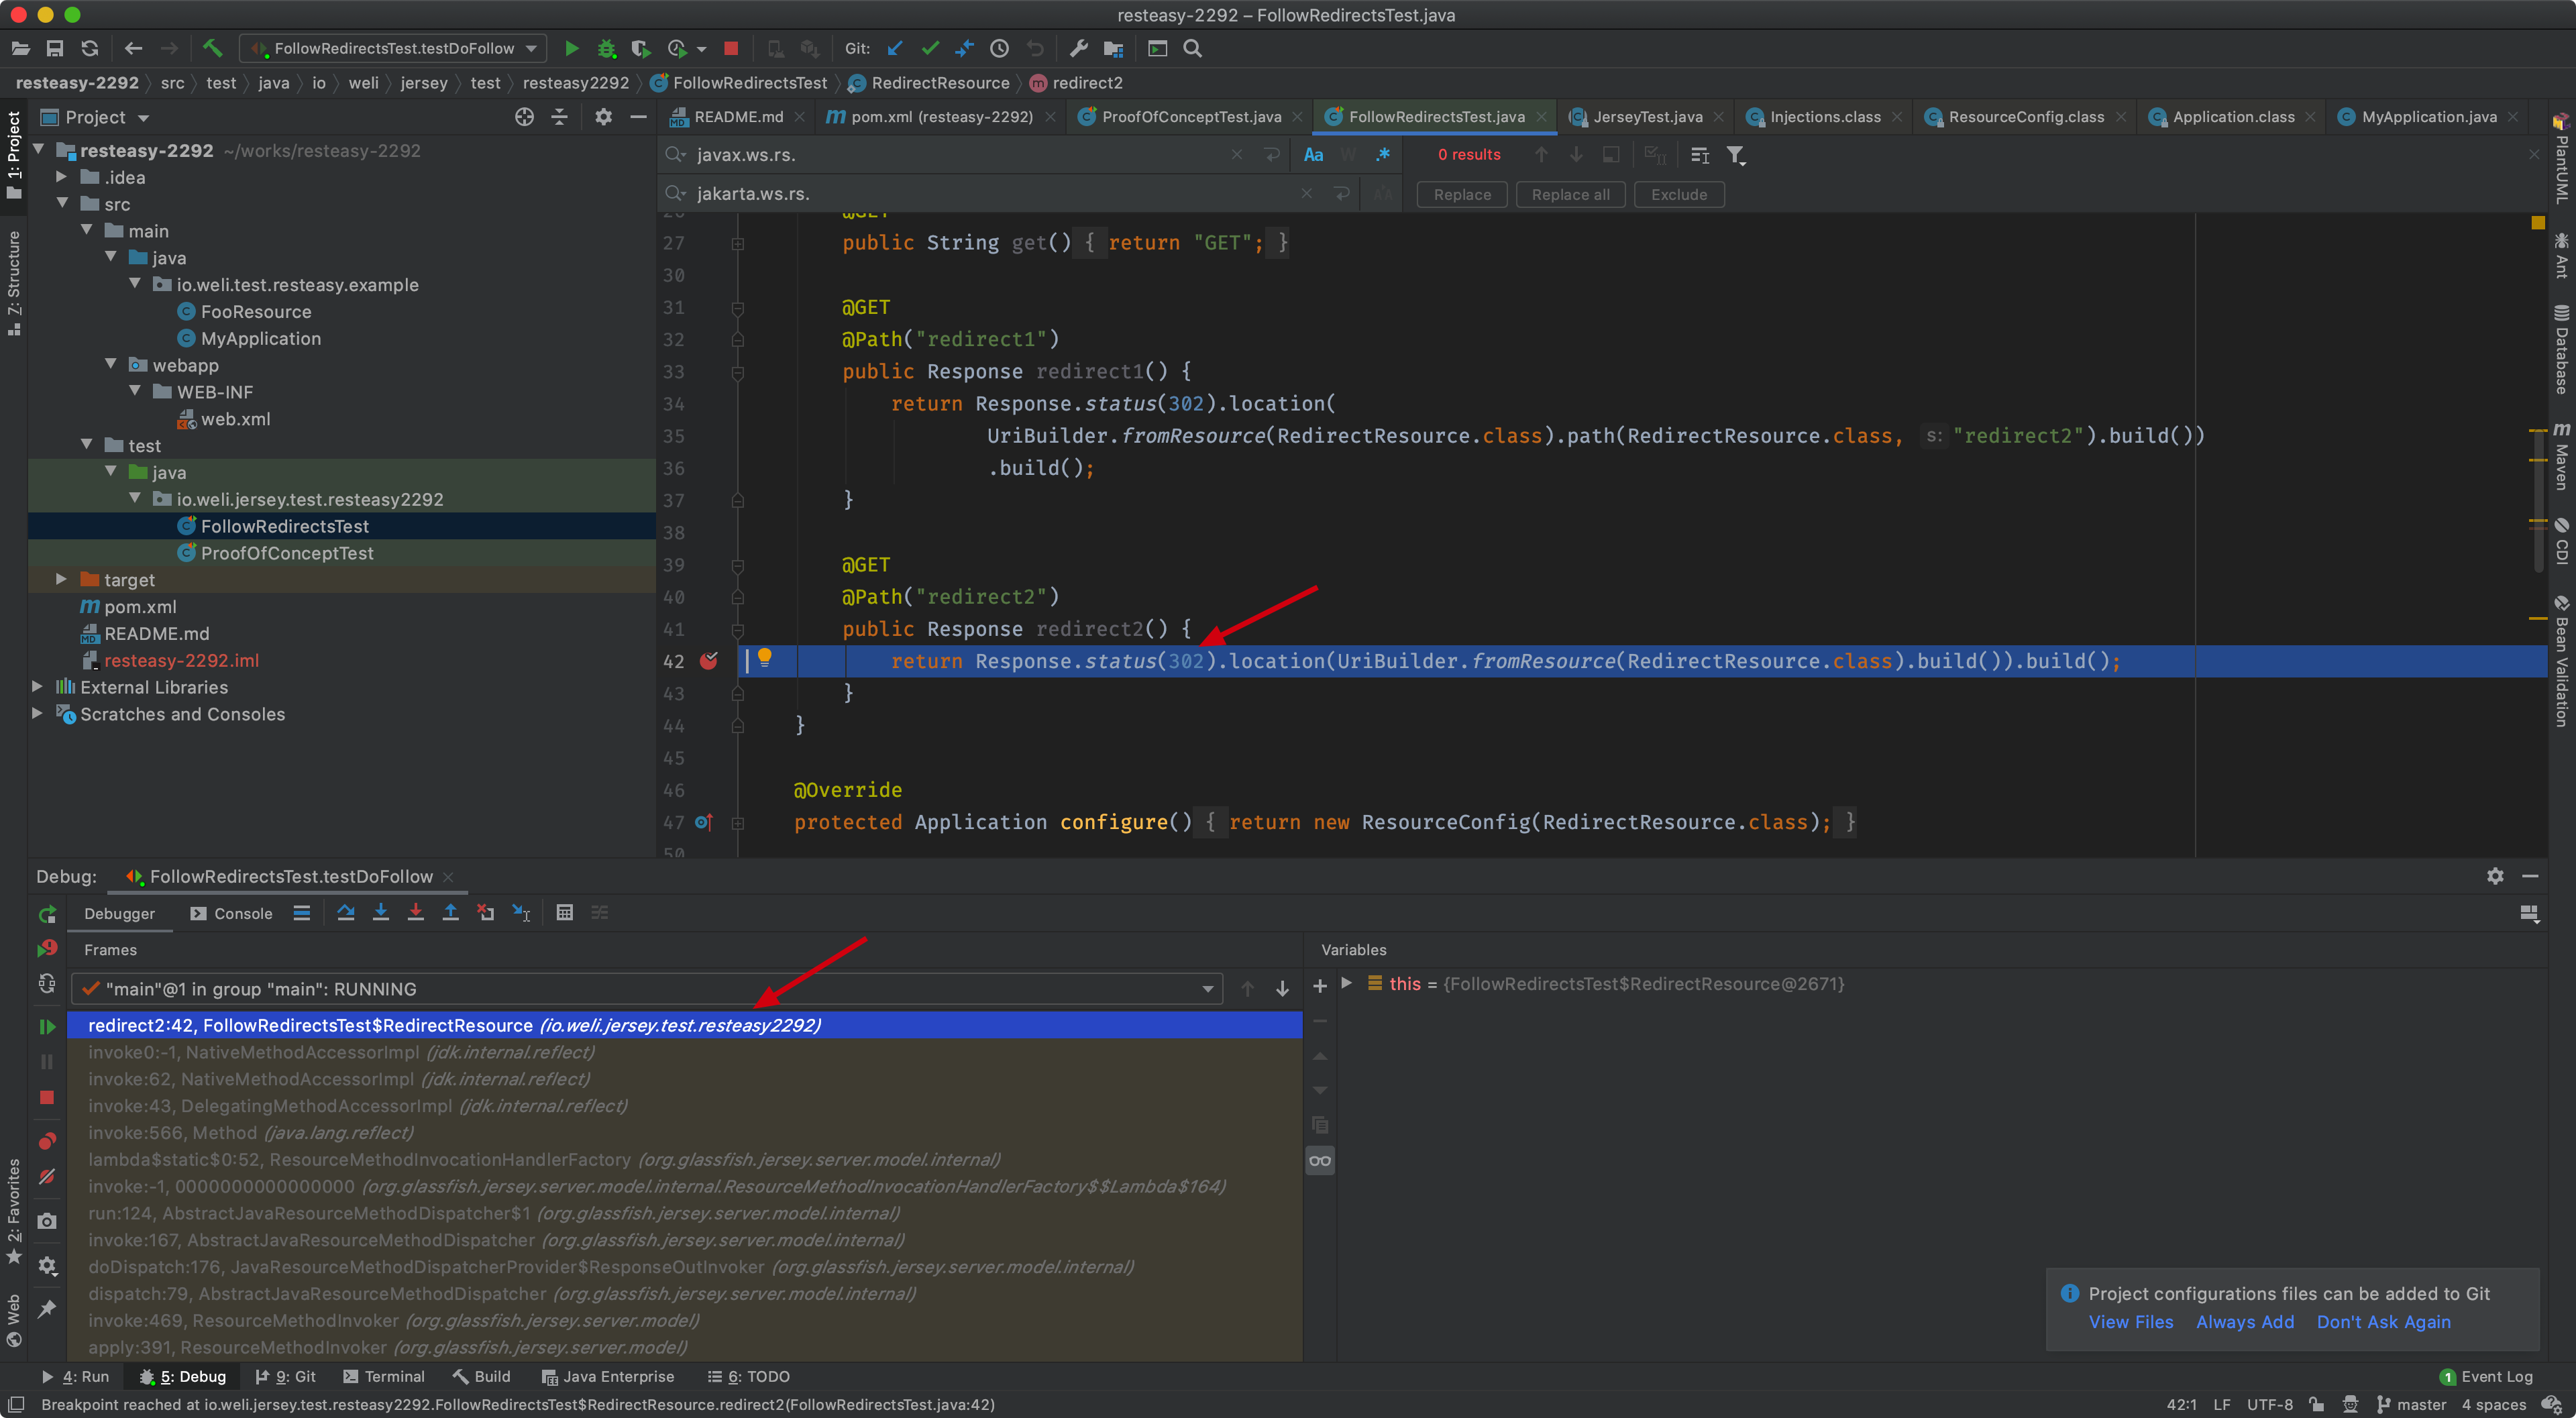 resteasy-2292 – FollowRedirectsTest.java
FollowRedirectsTest.testDoFollow
Git:
resteasy-2292 src test java io weli jersey test resteasy2292 FollowRedirectsTest RedirectResource redirect2
Project
README.md
pom.xml (resteasy-2292)
ProofOfConceptTest.java
FollowRedirectsTest.java
JerseyTest.java
Injections.class
ResourceConfig.class
Application.class
MyApplication.java
javax.ws.rs.
Aa W .*
0 results
jakarta.ws.rs.
Replace
Replace all
Exclude
1: Project
Z: Structure
2: Favorites
Web
resteasy-2292 ~/works/resteasy-2292
.idea
src
main
java
io.weli.test.resteasy.example
FooResource
MyApplication
webapp
WEB-INF
web.xml
test
java
io.weli.jersey.test.resteasy2292
FollowRedirectsTest
ProofOfConceptTest
target
pom.xml
README.md
resteasy-2292.iml
External Libraries
Scratches and Consoles
26 @GET
27 public String get() { return "GET"; }
30
31 @GET
32 @Path("redirect1")
33 public Response redirect1() {
34 return Response.status(302).location(
35 UriBuilder.fromResource(RedirectResource.class).path(RedirectResource.class, s: "redirect2").build())
36 .build();
37 }
38
39 @GET
40 @Path("redirect2")
41 public Response redirect2() {
42 return Response.status(302).location(UriBuilder.fromResource(RedirectResource.class).build()).build();
43 }
44 }
45
46 @Override
47 protected Application configure() { return new ResourceConfig(RedirectResource.class); }
50
PlantUML
Ant
Database
Maven
CDI
Bean Validation
Debug: FollowRedirectsTest.testDoFollow
Debugger
Console
Frames
Variables
"main"@1 in group "main": RUNNING
this = {FollowRedirectsTest$RedirectResource@2671}
redirect2:42, FollowRedirectsTest$RedirectResource (io.weli.jersey.test.resteasy2292)
invoke0:-1, NativeMethodAccessorImpl (jdk.internal.reflect)
invoke:62, NativeMethodAccessorImpl (jdk.internal.reflect)
invoke:43, DelegatingMethodAccessorImpl (jdk.internal.reflect)
invoke:566, Method (java.lang.reflect)
lambda$static$0:52, ResourceMethodInvocationHandlerFactory (org.glassfish.jersey.server.model.internal)
invoke:-1, 0000000000000000 (org.glassfish.jersey.server.model.internal.ResourceMethodInvocationHandlerFactory$$Lambda$164)
run:124, AbstractJavaResourceMethodDispatcher$1 (org.glassfish.jersey.server.model.internal)
invoke:167, AbstractJavaResourceMethodDispatcher (org.glassfish.jersey.server.model.internal)
doDispatch:176, JavaResourceMethodDispatcherProvider$ResponseOutInvoker (org.glassfish.jersey.server.model.internal)
dispatch:79, AbstractJavaResourceMethodDispatcher (org.glassfish.jersey.server.model.internal)
invoke:469, ResourceMethodInvoker (org.glassfish.jersey.server.model)
apply:391, ResourceMethodInvoker (org.glassfish.jersey.server.model)
Project configurations files can be added to Git
View Files Always Add Don't Ask Again
4: Run
5: Debug
9: Git
Terminal
Build
Java Enterprise
6: TODO
1 Event Log
Breakpoint reached at io.weli.jersey.test.resteasy2292.FollowRedirectsTest$RedirectResource.redirect2(FollowRedirectsTest.java:42)
42:1 LF UTF-8 master 4 spaces